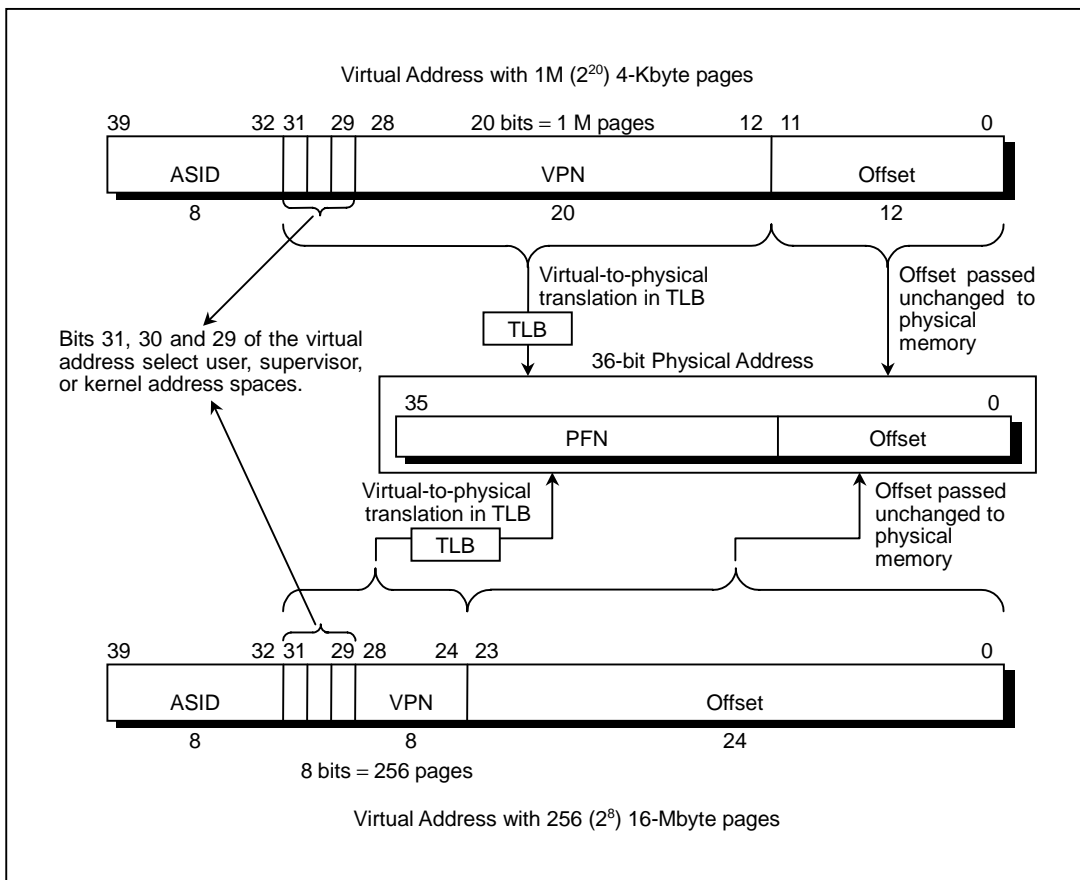 Virtual Address with 1M (2²⁰) 4-Kbyte pages
39 32 31 29 28 20 bits = 1 M pages 12 11 0
ASID VPN Offset
8 20 12
Virtual-to-physical
translation in TLB
TLB
Offset passed
unchanged to
physical
memory
Bits 31, 30 and 29 of the virtual
address select user, supervisor,
or kernel address spaces.
36-bit Physical Address
35 0
PFN Offset
Virtual-to-physical
translation in TLB
TLB
Offset passed
unchanged to
physical
memory
39 32 31 29 28 24 23 0
ASID VPN Offset
8 8 24
8 bits = 256 pages
Virtual Address with 256 (2⁸) 16-Mbyte pages